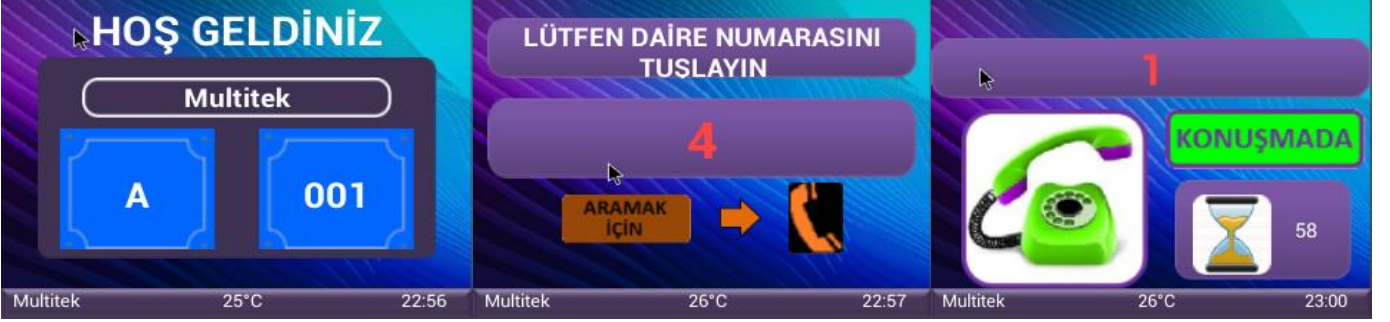 HOŞ GELDİNİZ
Multitek
A
001
Multitek 25°C 22:56
LÜTFEN DAİRE NUMARASINI
TUŞLAYIN
4
ARAMAK
İÇİN
Multitek 26°C 22:57
1
KONUŞMADA
58
Multitek 26°C 23:00